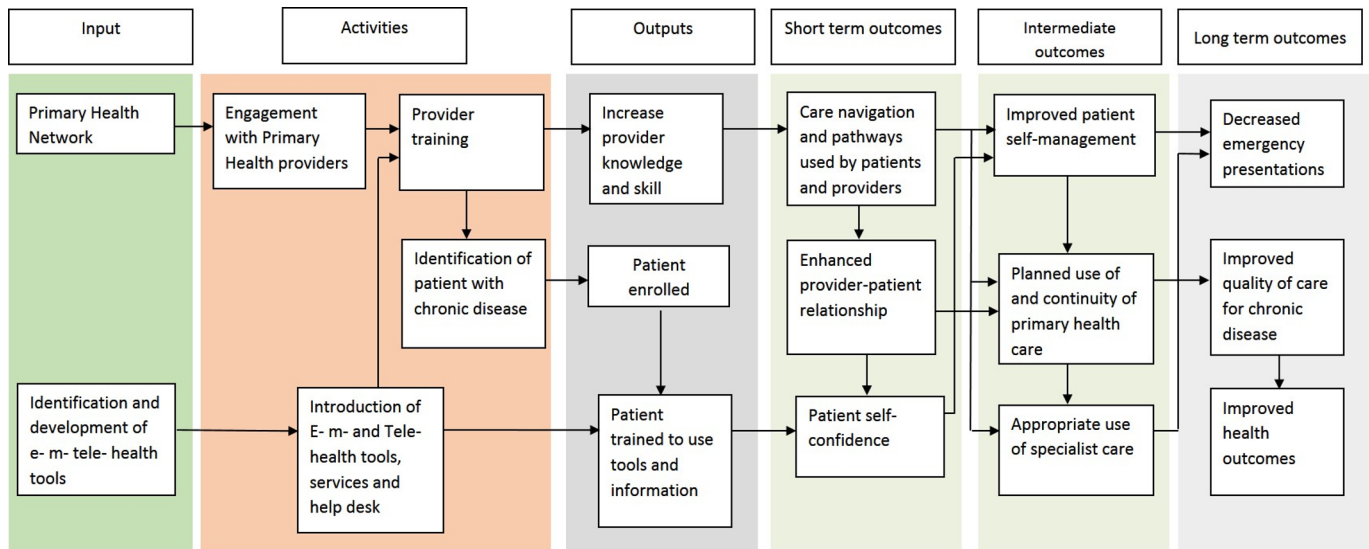 Input
Activities
Outputs
Short term outcomes
Intermediate
outcomes
Long term outcomes
Primary Health
Network
Engagement
with Primary
Health providers
Provider
training
Increase
provider
knowledge
and skill
Care navigation
and pathways
used by patients
and providers
Improved patient
self-management
Decreased
emergency
presentations
Identification of
patient with
chronic disease
Patient
enrolled
Enhanced
provider-patient
relationship
Planned use of
and continuity of
primary health
care
Improved
quality of care
for chronic
disease
Identification and
development of
e- m- tele- health
tools
Introduction of
E- m- and Tele-
health tools,
services and
help desk
Patient
trained to use
tools and
information
Patient self-
confidence
Appropriate use
of specialist care
Improved
health
outcomes